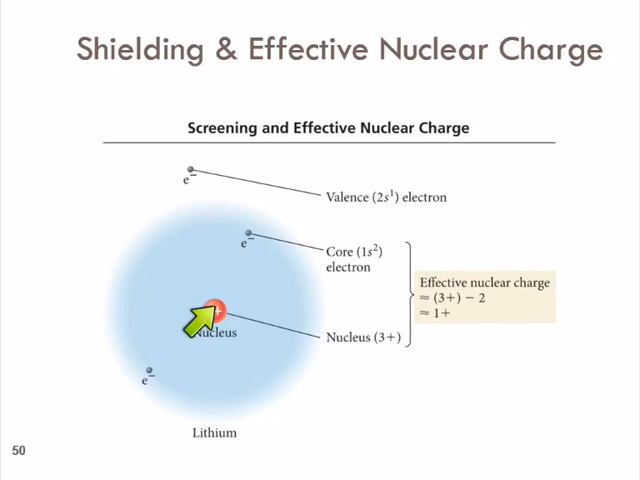 Shielding & Effective Nuclear Charge
Screening and Effective Nuclear Charge
e−
Valence (2s¹) electron
e−
Core (1s²)
electron
Effective nuclear charge
≈ (3+) − 2
≈ 1+
+
Nucleus
Nucleus (3+)
e−
Lithium
50